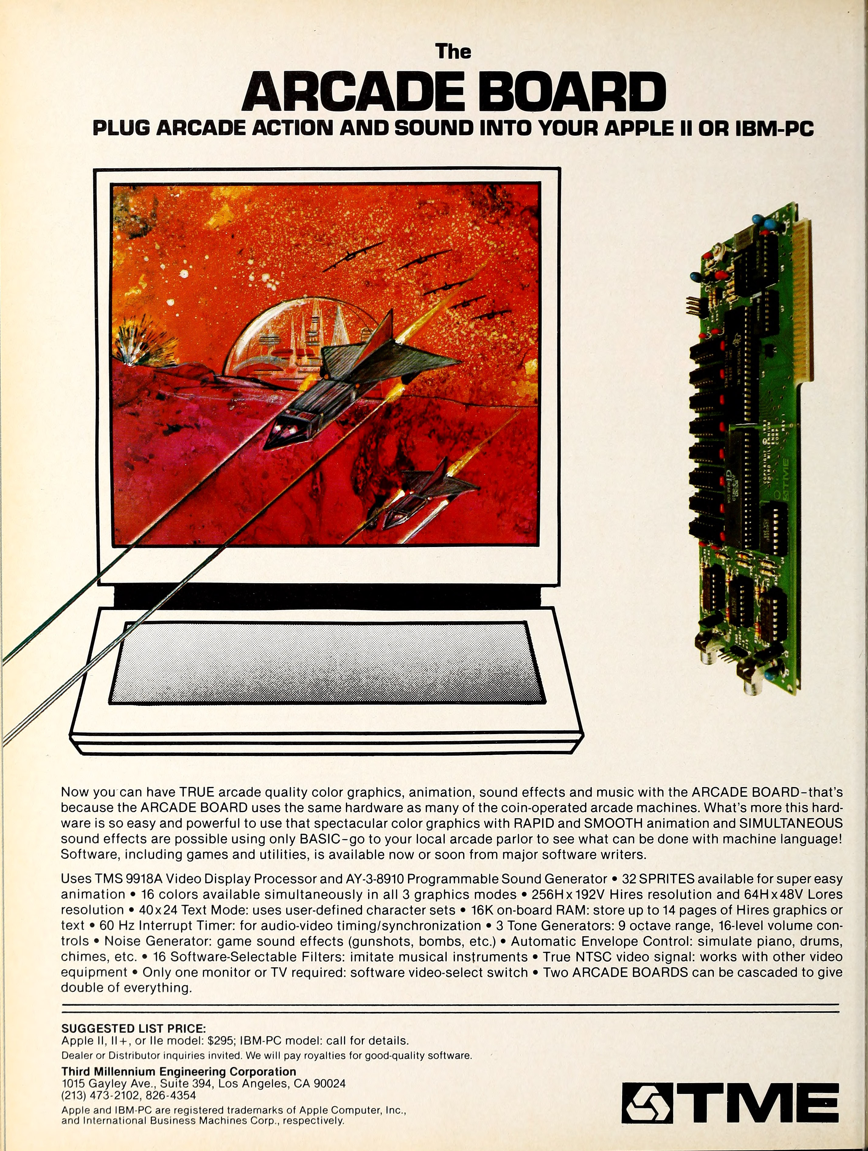 The
ARCADE BOARD
PLUG ARCADE ACTION AND SOUND INTO YOUR APPLE II OR IBM-PC
TME
Now you can have TRUE arcade quality color graphics, animation, sound effects and music with the ARCADE BOARD–that's
because the ARCADE BOARD uses the same hardware as many of the coin-operated arcade machines. What's more this hard-
ware is so easy and powerful to use that spectacular color graphics with RAPID and SMOOTH animation and SIMULTANEOUS
sound effects are possible using only BASIC–go to your local arcade parlor to see what can be done with machine language!
Software, including games and utilities, is available now or soon from major software writers.
Uses TMS 9918A Video Display Processor and AY-3-8910 Programmable Sound Generator • 32 SPRITES available for super easy
animation • 16 colors available simultaneously in all 3 graphics modes • 256H x 192V Hires resolution and 64H x 48V Lores
resolution • 40 x 24 Text Mode: uses user-defined character sets • 16K on-board RAM: store up to 14 pages of Hires graphics or
text • 60 Hz Interrupt Timer: for audio-video timing/synchronization • 3 Tone Generators: 9 octave range, 16-level volume con-
trols • Noise Generator: game sound effects (gunshots, bombs, etc.) • Automatic Envelope Control: simulate piano, drums,
chimes, etc. • 16 Software-Selectable Filters: imitate musical instruments • True NTSC video signal: works with other video
equipment • Only one monitor or TV required: software video-select switch • Two ARCADE BOARDS can be cascaded to give
double of everything.
SUGGESTED LIST PRICE:
Apple II, II+, or IIe model: $295; IBM-PC model: call for details.
Dealer or Distributor inquiries invited. We will pay royalties for good-quality software.
Third Millennium Engineering Corporation
1015 Gayley Ave., Suite 394, Los Angeles, CA 90024
(213) 473-2102, 826-4354
Apple and IBM-PC are registered trademarks of Apple Computer, Inc.,
and International Business Machines Corp., respectively.
TME